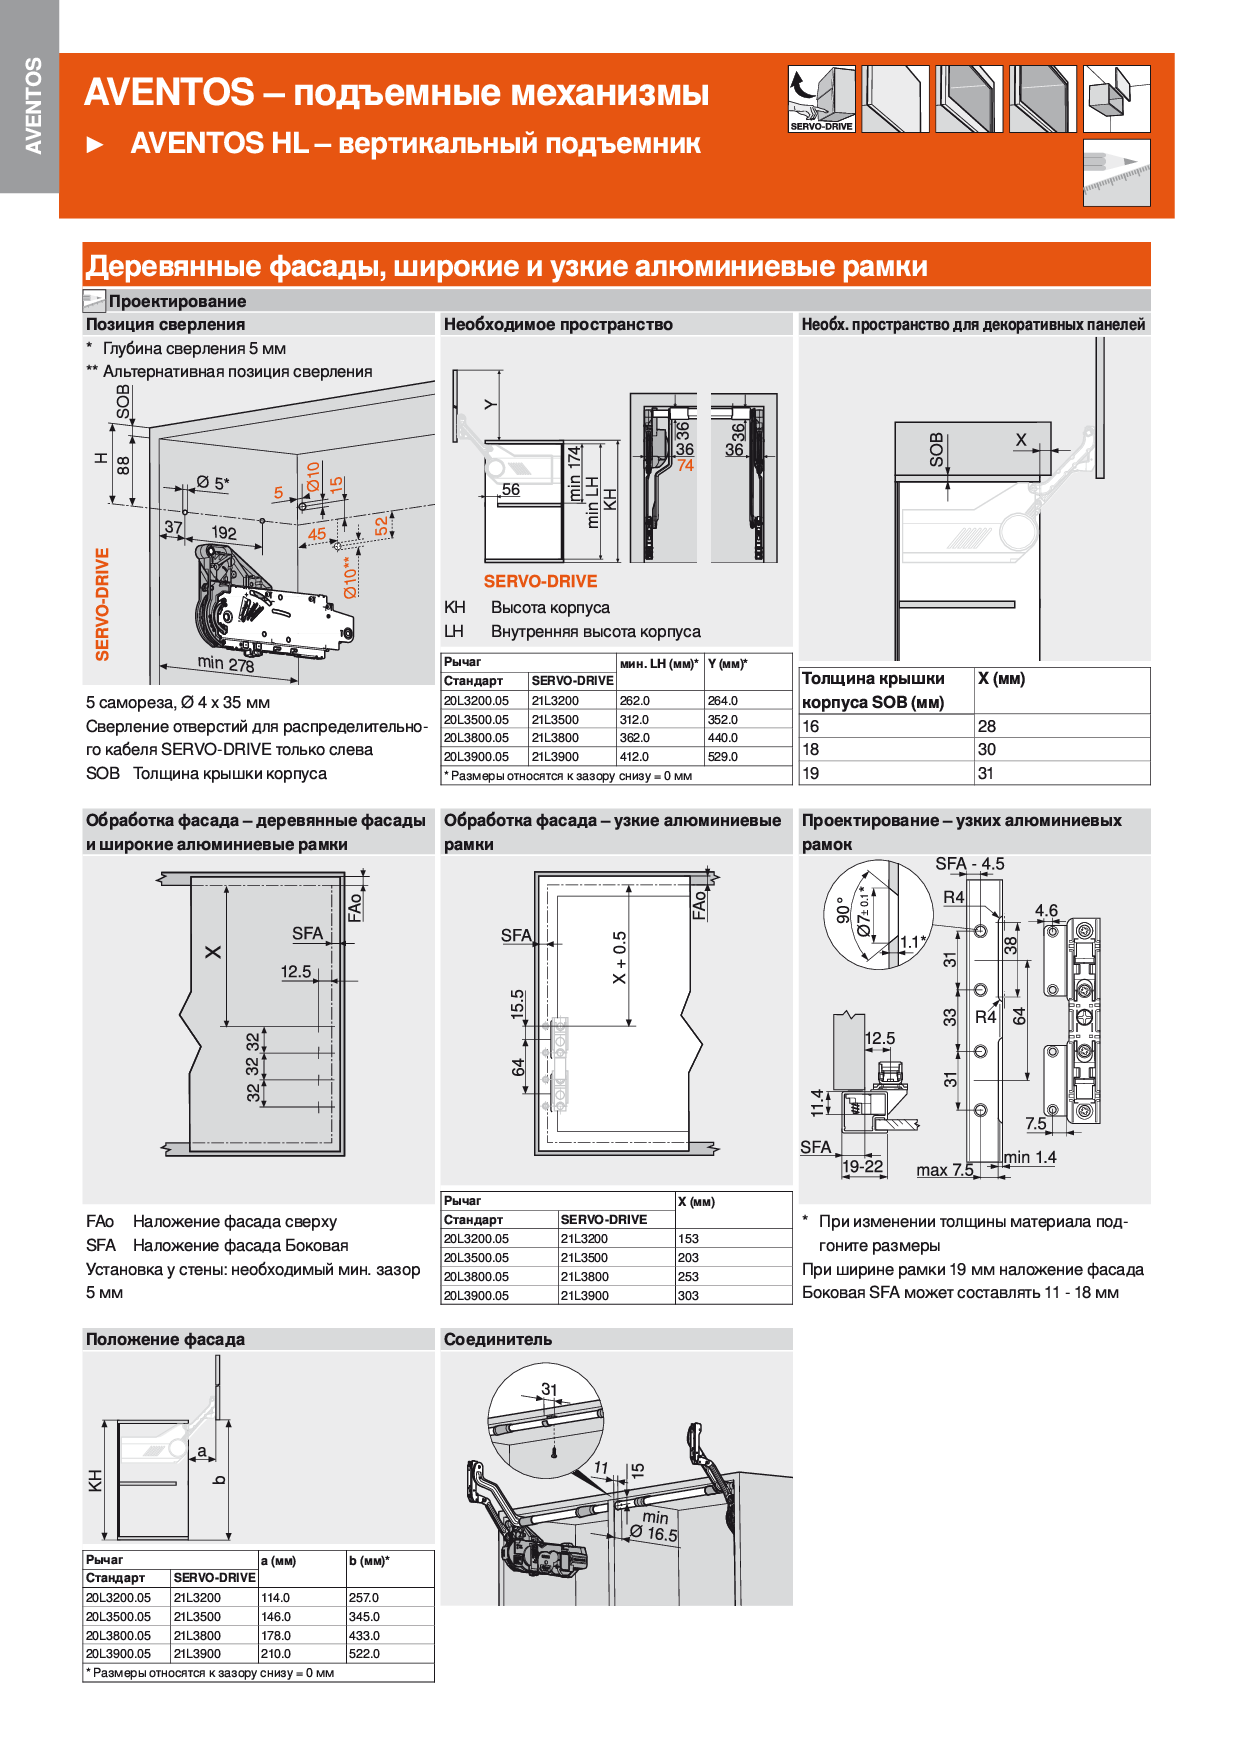 AVENTOS
AVENTOS – подъемные механизмы
► AVENTOS HL – вертикальный подъемник
SERVO-DRIVE
Деревянные фасады, широкие и узкие алюминиевые рамки
Проектирование
Позиция сверления
* Глубина сверления 5 мм
** Альтернативная позиция сверления
SOB
H
88
Ø 5*
5
Ø10
15
37
192
45
52
Ø10**
SERVO-DRIVE
min 278
5 самореза, Ø 4 x 35 мм
Сверление отверстий для распределительно-
го кабеля SERVO-DRIVE только слева
SOB Толщина крышки корпуса
Необходимое пространство
Y
56
min 174
min LH
KH
36
36
74
36
36
SERVO-DRIVE
KH Высота корпуса
LH Внутренняя высота корпуса
Рычаг мин. LH (мм)* Y (мм)*
Стандарт SERVO-DRIVE
20L3200.05 21L3200 262.0 264.0
20L3500.05 21L3500 312.0 352.0
20L3800.05 21L3800 362.0 440.0
20L3900.05 21L3900 412.0 529.0
* Размеры относятся к зазору снизу = 0 мм
Необх. пространство для декоративных панелей
SOB
X
Толщина крышки X (мм)
корпуса SOB (мм)
16 28
18 30
19 31
Обработка фасада – деревянные фасады
и широкие алюминиевые рамки
FAo
X
SFA
12.5
32
32
32
FAo Наложение фасада сверху
SFA Наложение фасада Боковая
Установка у стены: необходимый мин. зазор
5 мм
Обработка фасада – узкие алюминиевые
рамки
FAo
SFA
X + 0.5
15.5
64
Рычаг X (мм)
Стандарт SERVO-DRIVE
20L3200.05 21L3200 153
20L3500.05 21L3500 203
20L3800.05 21L3800 253
20L3900.05 21L3900 303
Проектирование – узких алюминиевых
рамок
SFA - 4.5
90°
Ø7± 0.1*
1.1*
R4
4.6
31
38
33
R4
64
31
12.5
11.4
7.5
SFA
19-22
max 7.5
min 1.4
* При изменении толщины материала под-
гоните размеры
При ширине рамки 19 мм наложение фасада
Боковая SFA может составлять 11 - 18 мм
Положение фасада
a
KH
b
Рычаг a (мм) b (мм)*
Стандарт SERVO-DRIVE
20L3200.05 21L3200 114.0 257.0
20L3500.05 21L3500 146.0 345.0
20L3800.05 21L3800 178.0 433.0
20L3900.05 21L3900 210.0 522.0
* Размеры относятся к зазору снизу = 0 мм
Соединитель
31
11
15
min
Ø 16.5